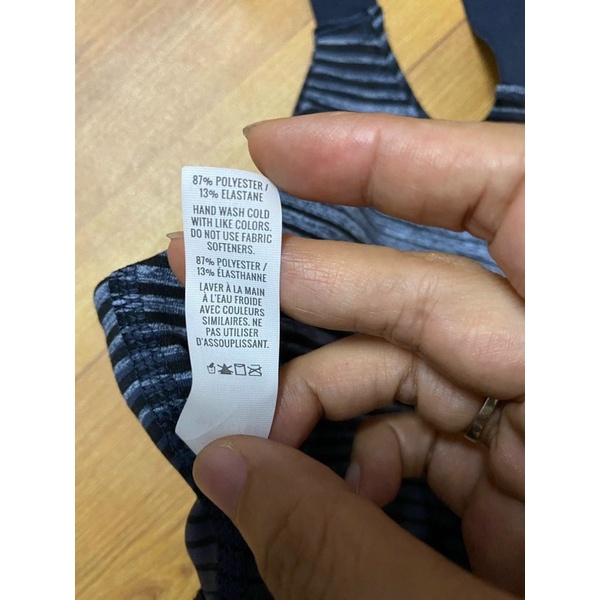 87% POLYESTER /
13% ELASTANE
HAND WASH COLD
WITH LIKE COLORS.
DO NOT USE FABRIC
SOFTENERS.
87% POLYESTER /
13% ÉLASTHANNE
LAVER À LA MAIN
À L'EAU FROIDE
AVEC COULEURS
SIMILAIRES. NE
PAS UTILISER
D'ASSOUPLISSANT.